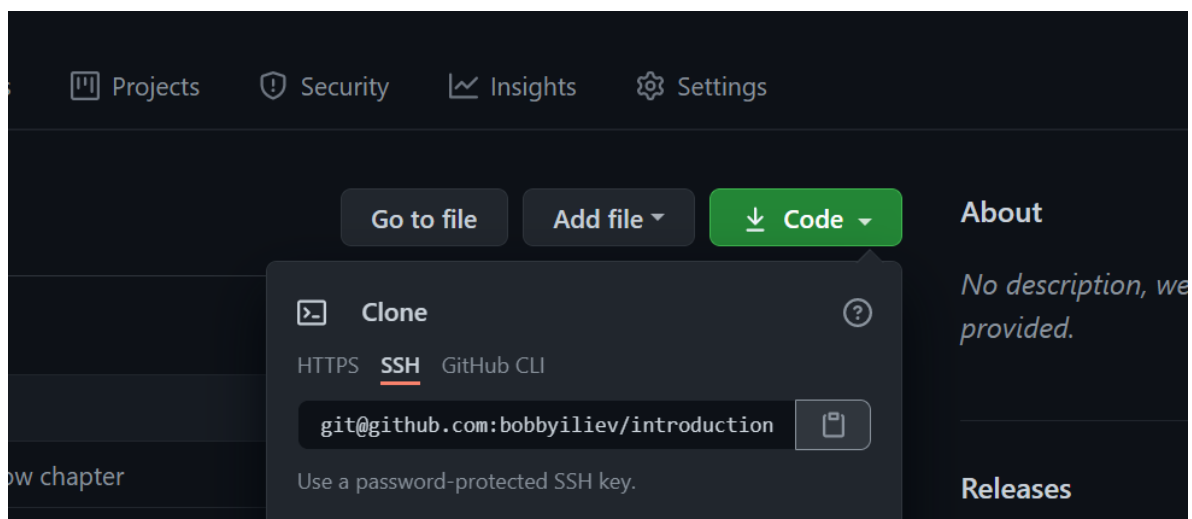 Projects Security Insights Settings
Go to file Add file Code
About
No description, we
provided.
Clone
HTTPS SSH GitHub CLI
git@github.com:bobbyiliev/introduction
Use a password-protected SSH key.
ow chapter
Releases